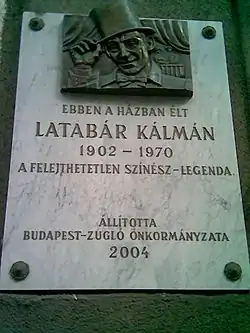 EBBEN A HÁZBAN ÉLT
LATABÁR KÁLMÁN
1902 – 1970
A FELEJTHETETLEN SZÍNÉSZ-LEGENDA.
ÁLLÍTOTTA
BUDAPEST-ZUGLÓ ÖNKORMÁNYZATA
2004